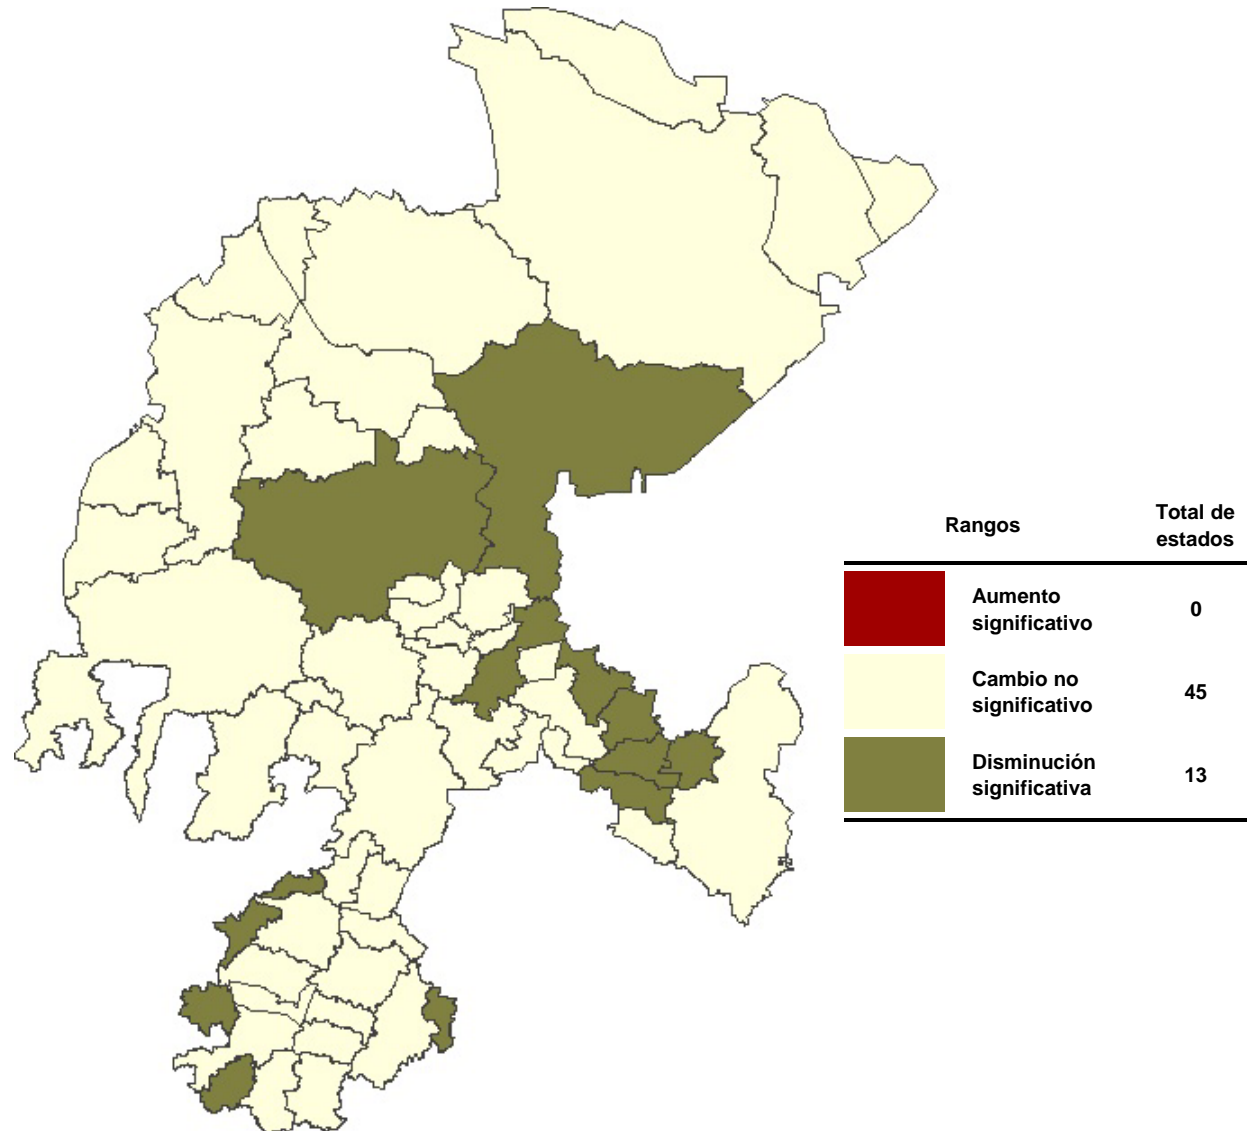 Rangos
Total de
estados
Aumento
significativo
0
Cambio no
significativo
45
Disminución
significativa
13